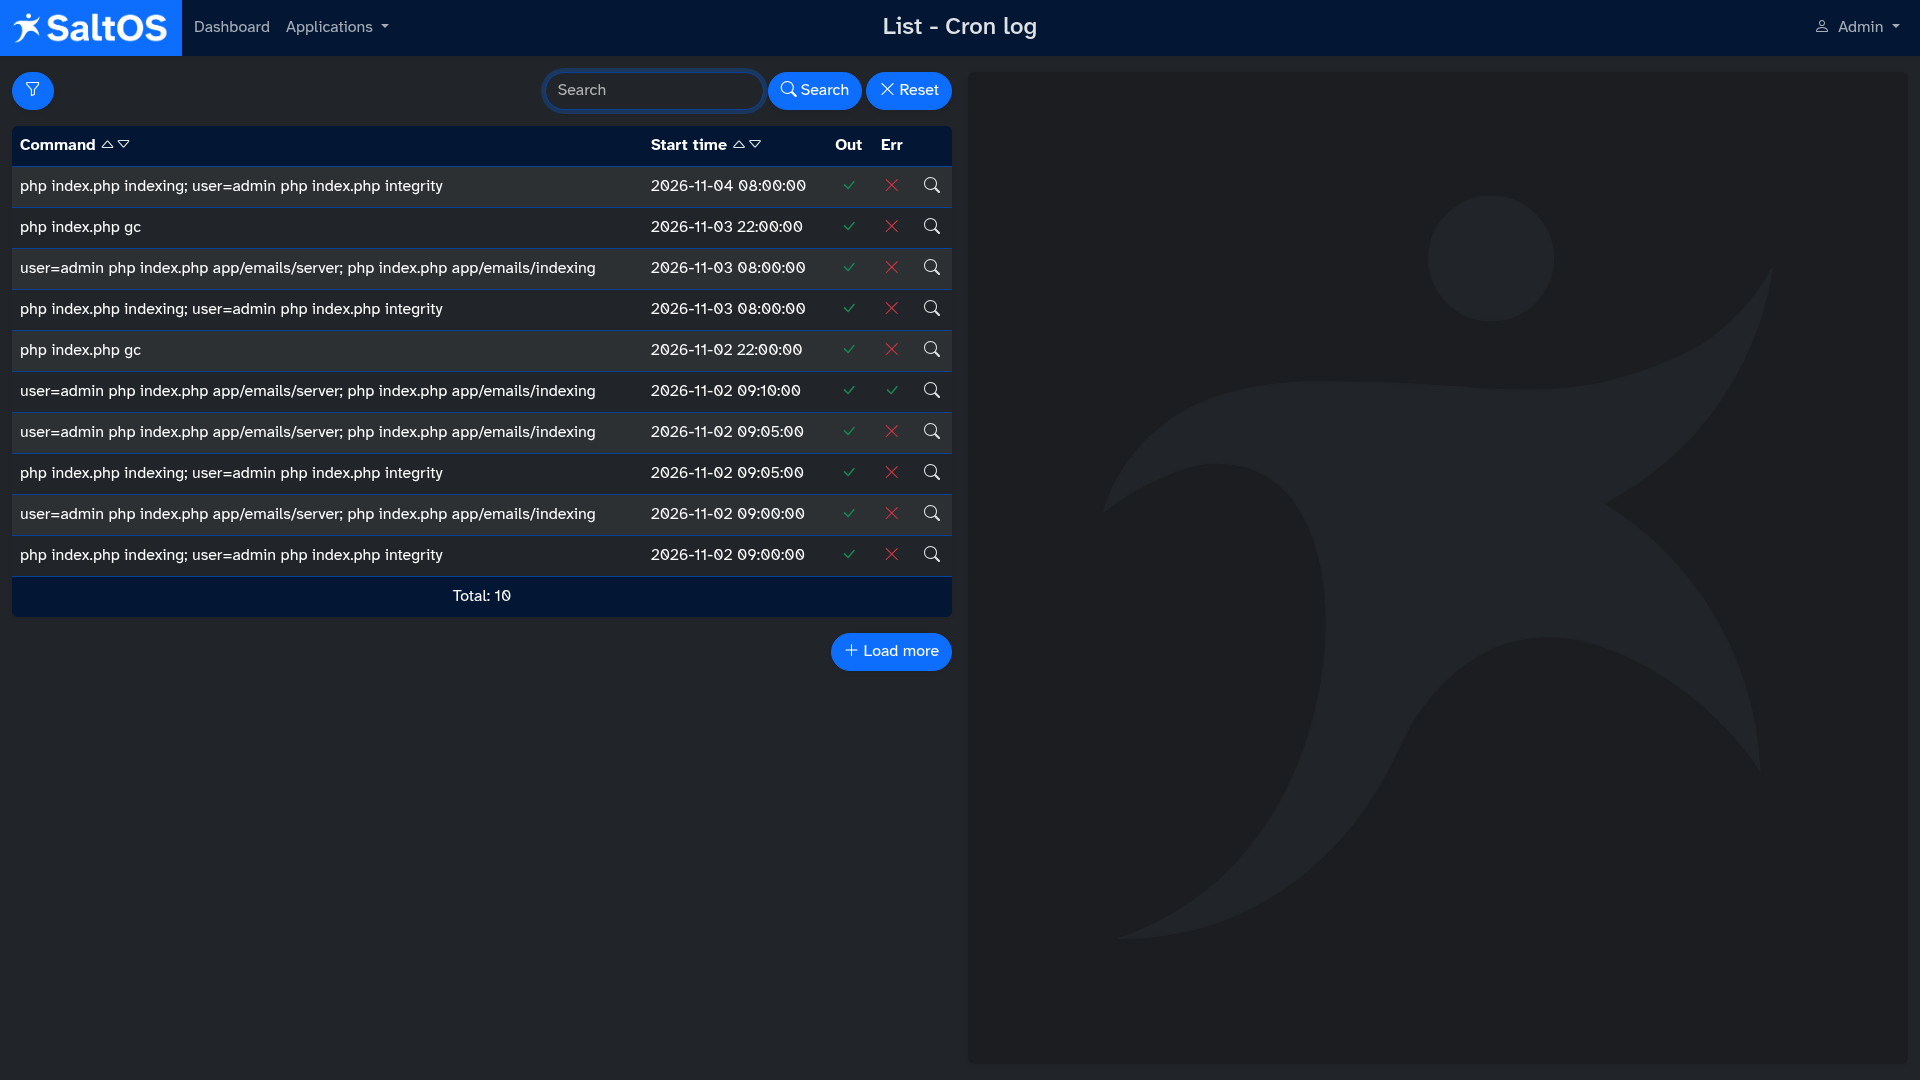 SaltOS Dashboard Applications List - Cron log Admin
Search Search Reset
Command Start time Out Err
php index.php indexing; user=admin php index.php integrity 2026-11-04 08:00:00
php index.php gc 2026-11-03 22:00:00
user=admin php index.php app/emails/server; php index.php app/emails/indexing 2026-11-03 08:00:00
php index.php indexing; user=admin php index.php integrity 2026-11-03 08:00:00
php index.php gc 2026-11-02 22:00:00
user=admin php index.php app/emails/server; php index.php app/emails/indexing 2026-11-02 09:10:00
user=admin php index.php app/emails/server; php index.php app/emails/indexing 2026-11-02 09:05:00
php index.php indexing; user=admin php index.php integrity 2026-11-02 09:05:00
user=admin php index.php app/emails/server; php index.php app/emails/indexing 2026-11-02 09:00:00
php index.php indexing; user=admin php index.php integrity 2026-11-02 09:00:00
Total: 10
Load more